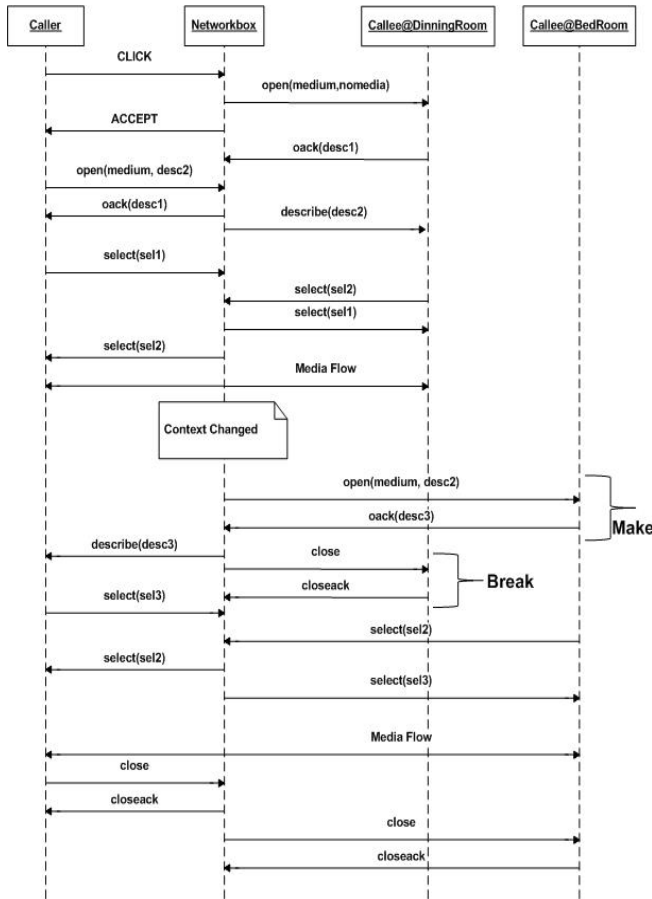 Caller
Networkbox
Callee@DinningRoom
Callee@BedRoom
CLICK
open(medium,nomedia)
ACCEPT
oack(desc1)
open(medium, desc2)
oack(desc1)
describe(desc2)
select(sel1)
select(sel2)
select(sel1)
select(sel2)
Media Flow
Context Changed
open(medium, desc2)
oack(desc3)
Make
describe(desc3)
close
Break
closeack
select(sel3)
select(sel2)
select(sel2)
select(sel3)
Media Flow
close
closeack
close
closeack